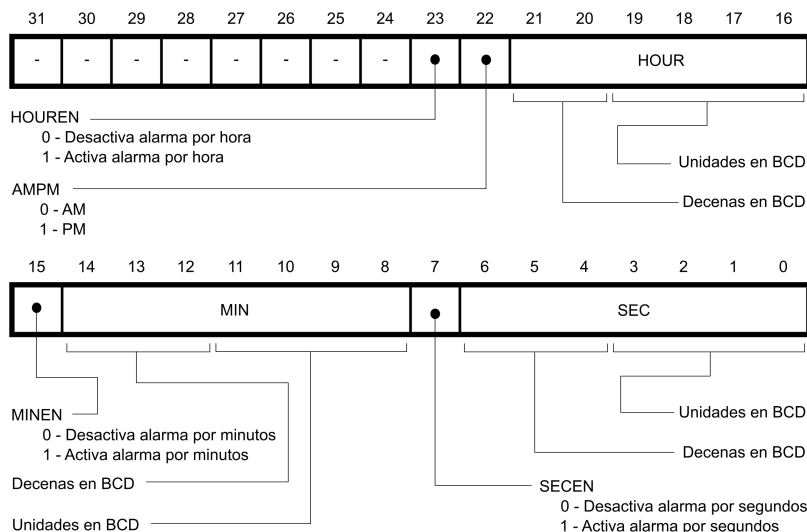 31 30 29 28 27 26 25 24 23 22 21 20 19 18 17 16
- - - - - - - - HOUR
HOUREN
0 - Desactiva alarma por hora
1 - Activa alarma por hora
Unidades en BCD
AMPM
Decenas en BCD
0 - AM
1 - PM
15 14 13 12 11 10 9 8 7 6 5 4 3 2 1 0
MIN SEC
MINEN
Unidades en BCD
0 - Desactiva alarma por minutos
1 - Activa alarma por minutos
Decenas en BCD
Decenas en BCD
SECEN
0 - Desactiva alarma por segundos
Unidades en BCD
1 - Activa alarma por segundos